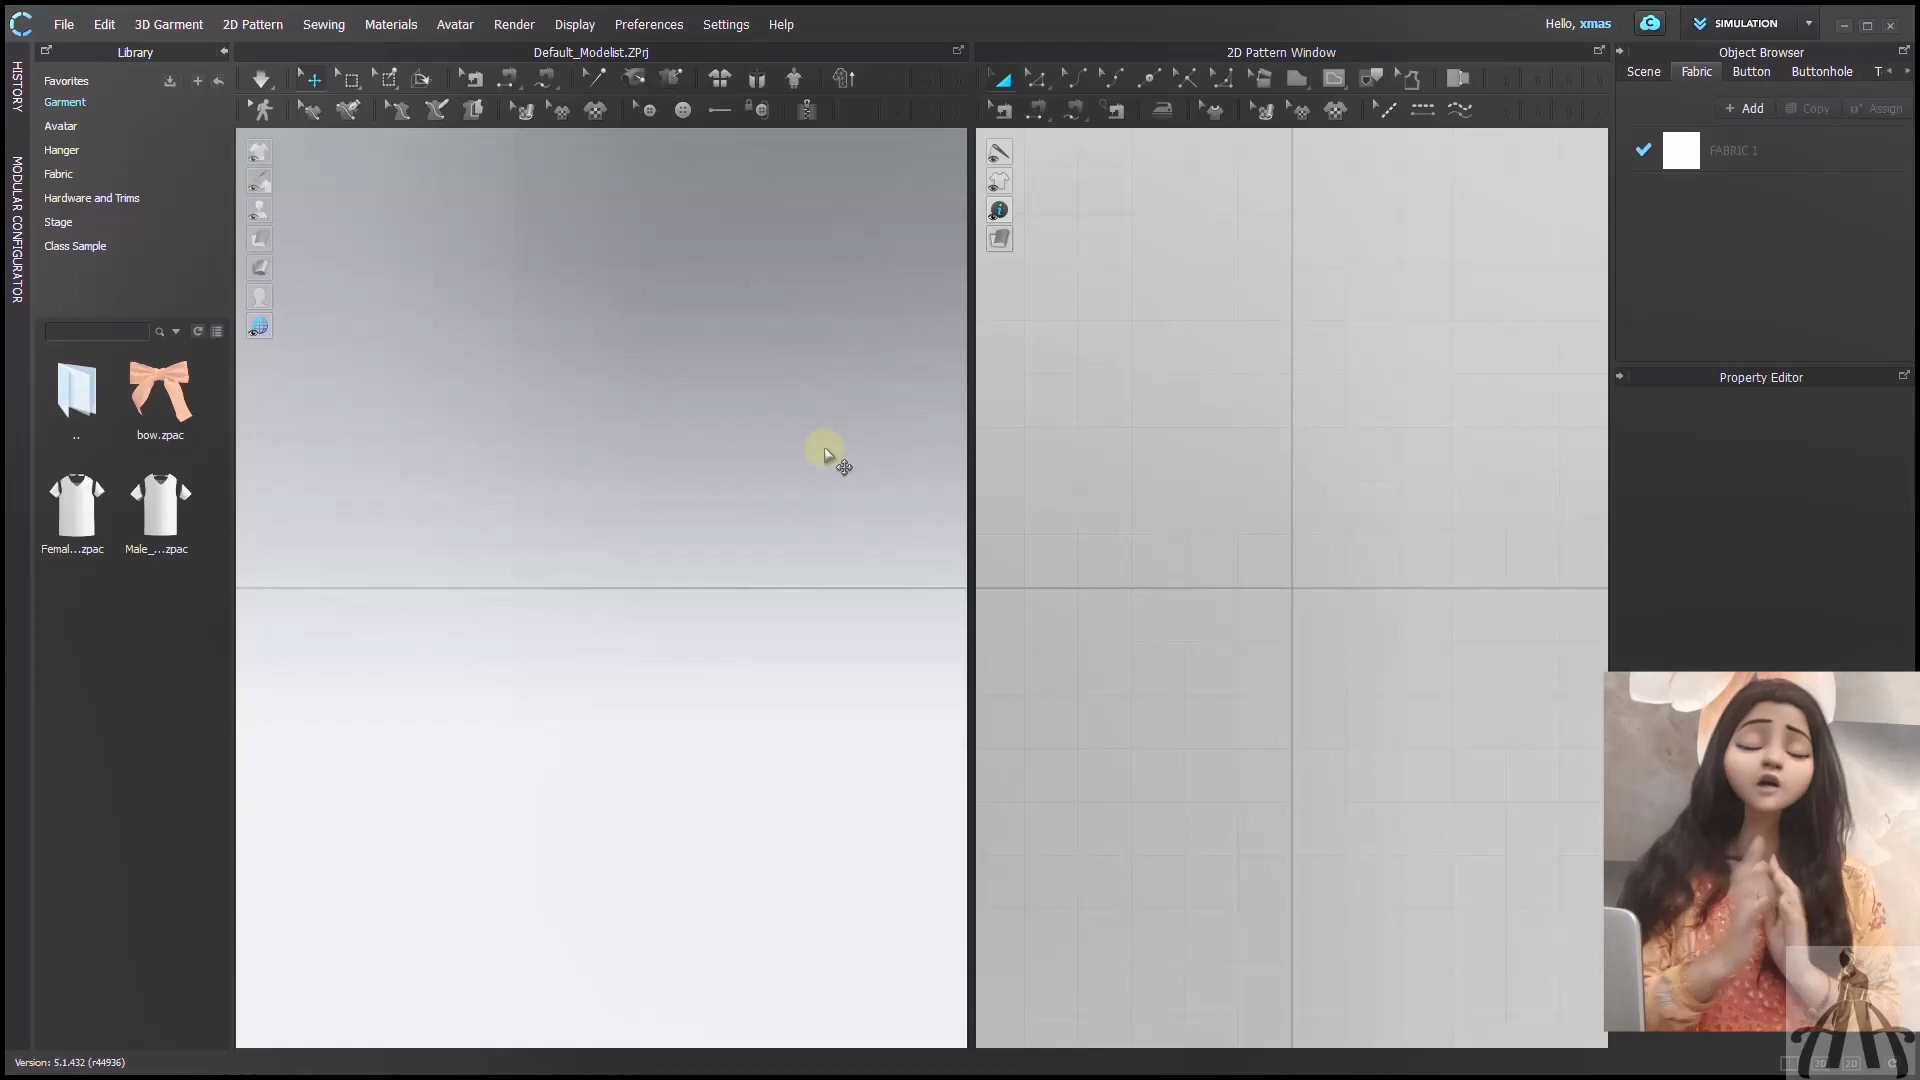 File Edit 3D Garment 2D Pattern Sewing Materials Avatar Render Display Preferences Settings Help
Hello, xmas
SIMULATION
Library
Default_Modelist.ZPrj
2D Pattern Window
Object Browser
HISTORY
MODULAR CONFIGURATOR
Favorites
Garment
Avatar
Hanger
Fabric
Hardware and Trims
Stage
Class Sample
..
bow.zpac
Femal...zpac
Male_...zpac
Scene Fabric Button Buttonhole T
+ Add Copy Assign
FABRIC 1
Property Editor
Version: 5.1.432 (r44936)
3D 2D